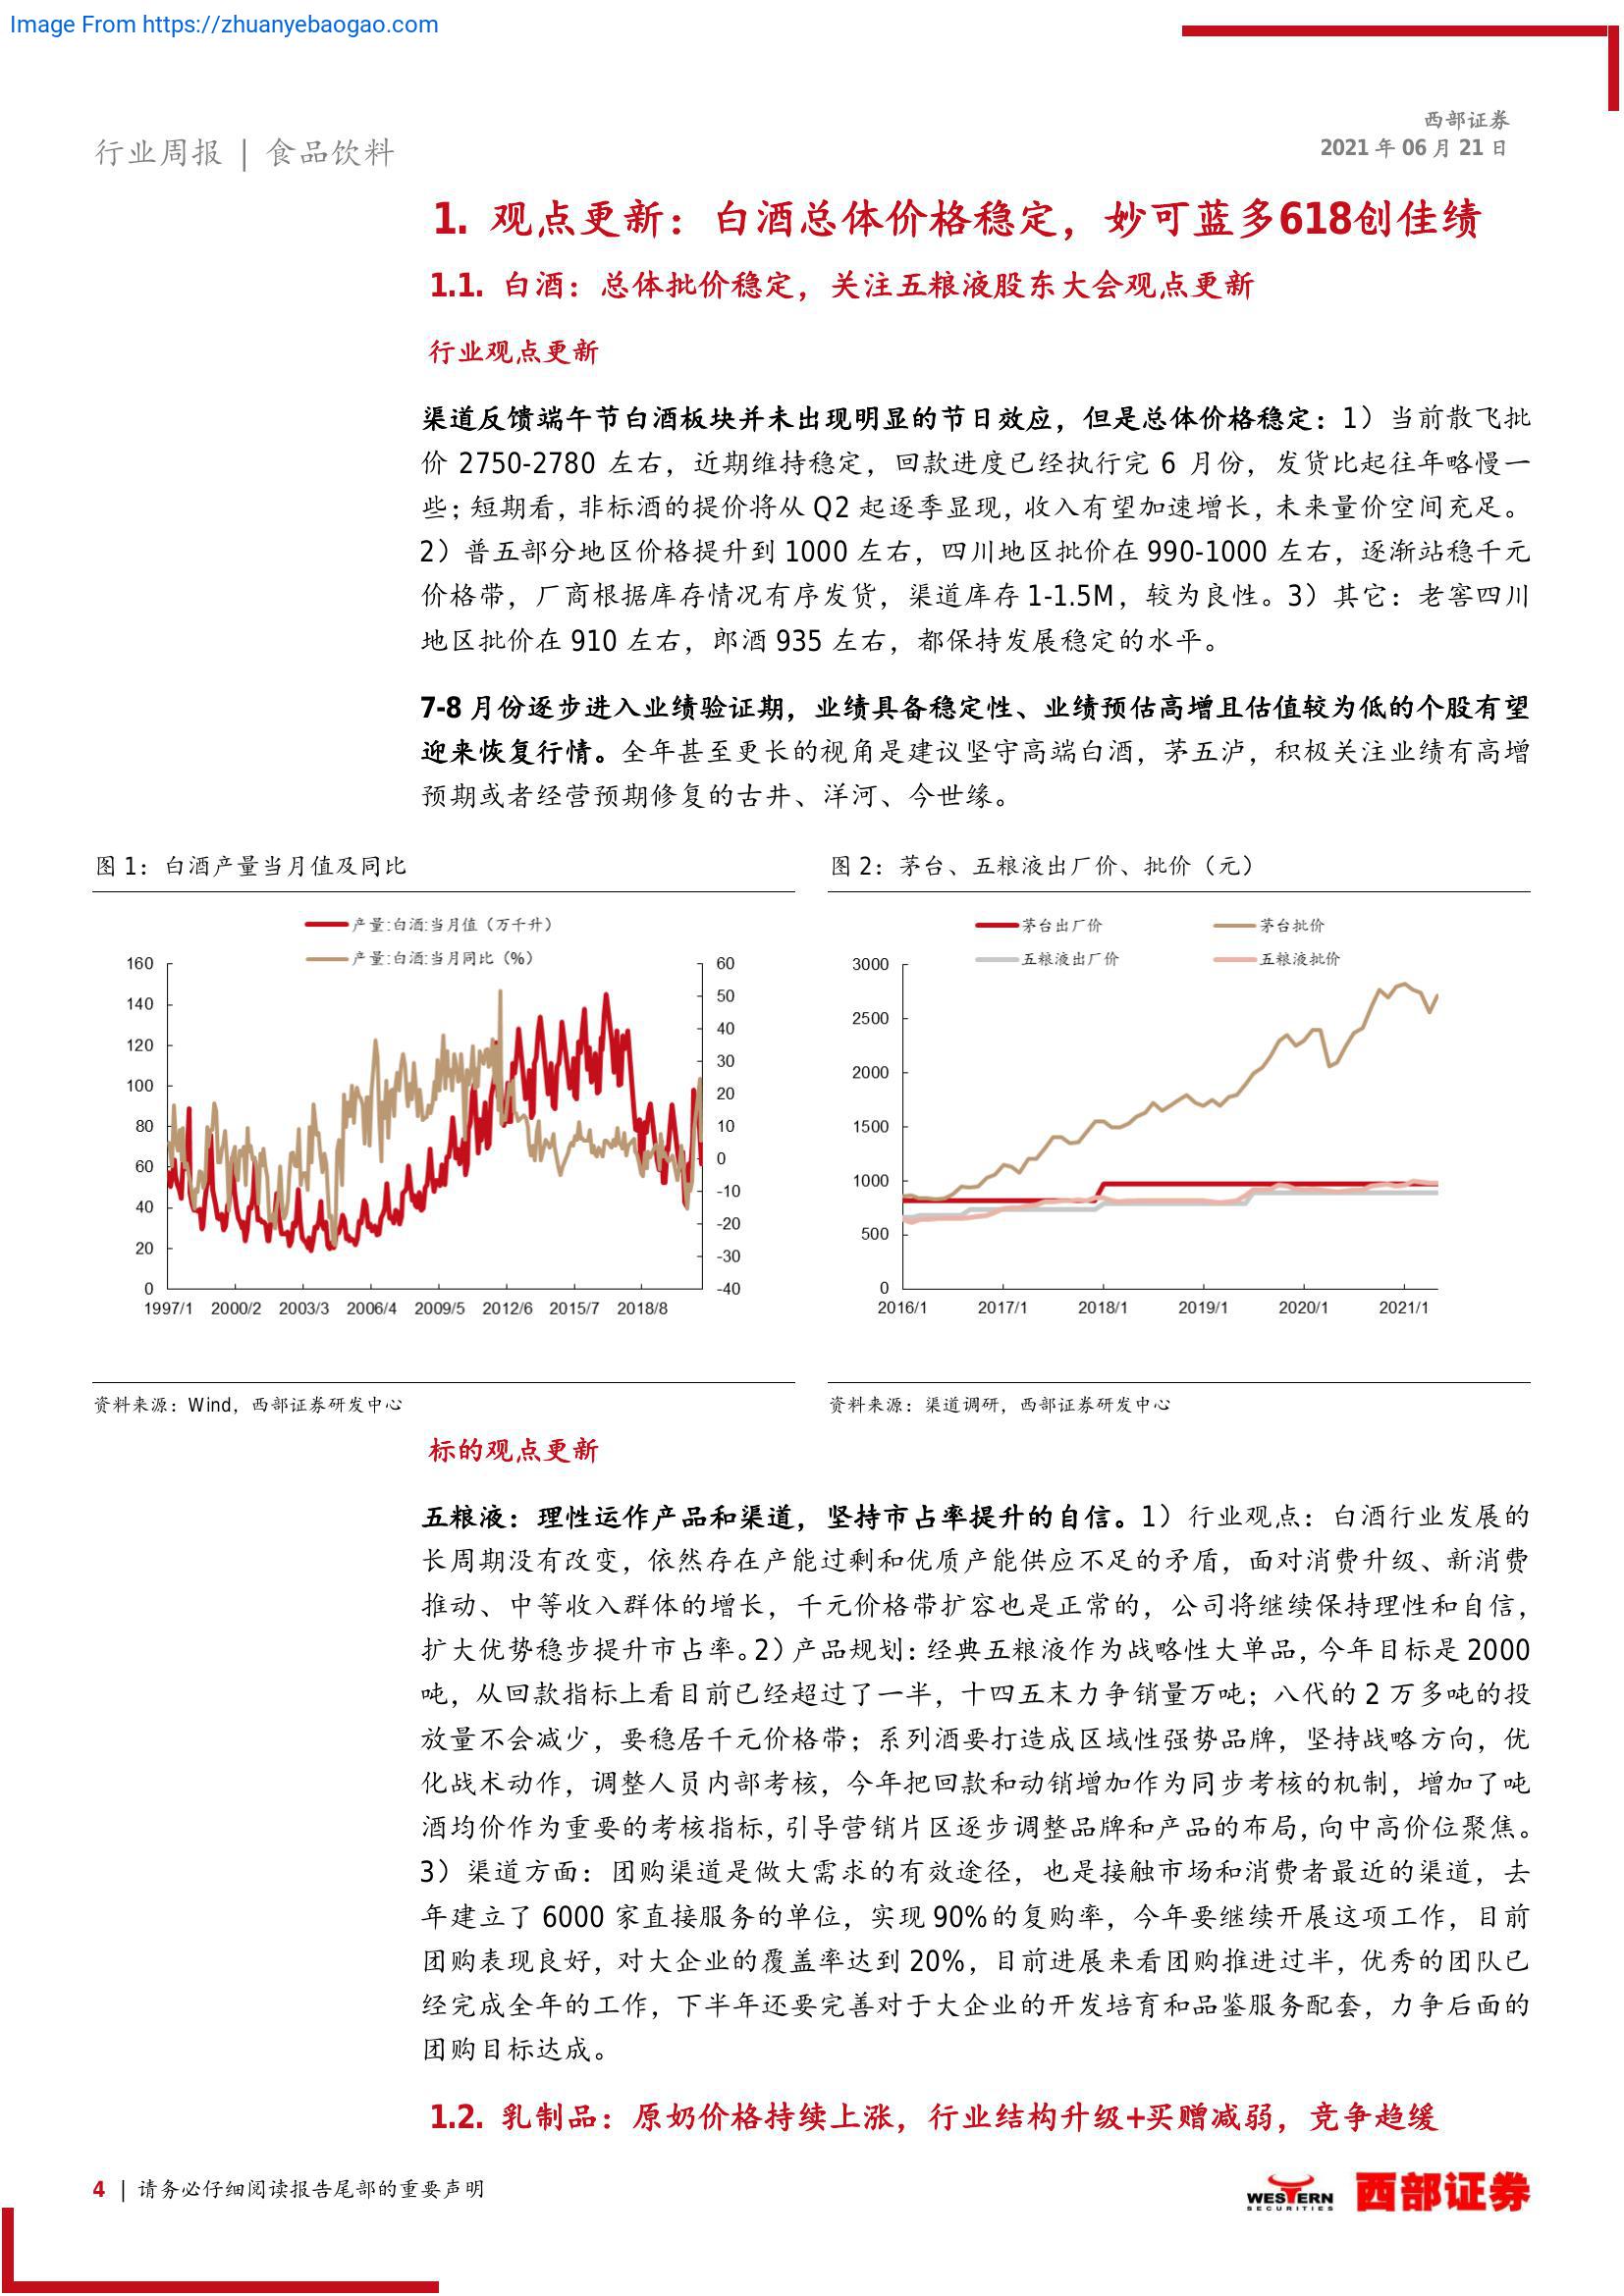 Image From https://zhuanyebaogao.com
西部证券
2021 年 06 月 21 日
行业周报 | 食品饮料
1. 观点更新：白酒总体价格稳定，妙可蓝多618创佳绩
1.1. 白酒：总体批价稳定，关注五粮液股东大会观点更新
行业观点更新
渠道反馈端午节白酒板块并未出现明显的节日效应，但是总体价格稳定：1）当前散飞批
价 2750-2780 左右，近期维持稳定，回款进度已经执行完 6 月份，发货比起往年略慢一
些；短期看，非标酒的提价将从 Q2 起逐季显现，收入有望加速增长，未来量价空间充足。
2）普五部分地区价格提升到 1000 左右，四川地区批价在 990-1000 左右，逐渐站稳千元
价格带，厂商根据库存情况有序发货，渠道库存 1-1.5M，较为良性。3）其它：老窖四川
地区批价在 910 左右，郎酒 935 左右，都保持发展稳定的水平。
7-8 月份逐步进入业绩验证期，业绩具备稳定性、业绩预估高增且估值较为低的个股有望
迎来恢复行情。全年甚至更长的视角是建议坚守高端白酒，茅五泸，积极关注业绩有高增
预期或者经营预期修复的古井、洋河、今世缘。
图 1：白酒产量当月值及同比
产量:白酒:当月值（万千升）
产量:白酒:当月同比（%）
160
140
120
100
80
60
40
20
0
60
50
40
30
20
10
0
-10
-20
-30
-40
1997/1 2000/2 2003/3 2006/4 2009/5 2012/6 2015/7 2018/8
资料来源：Wind，西部证券研发中心
图 2：茅台、五粮液出厂价、批价（元）
茅台出厂价 茅台批价
五粮液出厂价 五粮液批价
3000
2500
2000
1500
1000
500
0
2016/1 2017/1 2018/1 2019/1 2020/1 2021/1
资料来源：渠道调研，西部证券研发中心
标的观点更新
五粮液：理性运作产品和渠道，坚持市占率提升的自信。1）行业观点：白酒行业发展的
长周期没有改变，依然存在产能过剩和优质产能供应不足的矛盾，面对消费升级、新消费
推动、中等收入群体的增长，千元价格带扩容也是正常的，公司将继续保持理性和自信，
扩大优势稳步提升市占率。2）产品规划：经典五粮液作为战略性大单品，今年目标是 2000
吨，从回款指标上看目前已经超过了一半，十四五末力争销量万吨；八代的 2 万多吨的投
放量不会减少，要稳居千元价格带；系列酒要打造成区域性强势品牌，坚持战略方向，优
化战术动作，调整人员内部考核，今年把回款和动销增加作为同步考核的机制，增加了吨
酒均价作为重要的考核指标，引导营销片区逐步调整品牌和产品的布局，向中高价位聚焦。
3）渠道方面：团购渠道是做大需求的有效途径，也是接触市场和消费者最近的渠道，去
年建立了 6000 家直接服务的单位，实现 90%的复购率，今年要继续开展这项工作，目前
团购表现良好，对大企业的覆盖率达到 20%，目前进展来看团购推进过半，优秀的团队已
经完成全年的工作，下半年还要完善对于大企业的开发培育和品鉴服务配套，力争后面的
团购目标达成。
1.2. 乳制品：原奶价格持续上涨，行业结构升级+买赠减弱，竞争趋缓
4 | 请务必仔细阅读报告尾部的重要声明
WESTERN
SECURITIES
西部证券